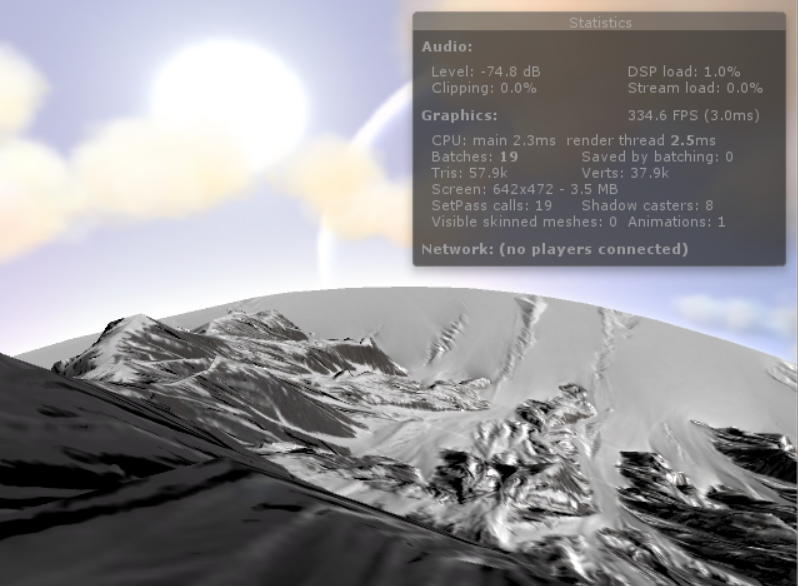 Statistics
Audio:
Level: -74.8 dB DSP load: 1.0%
Clipping: 0.0% Stream load: 0.0%
Graphics: 334.6 FPS (3.0ms)
CPU: main 2.3ms render thread 2.5ms
Batches: 19 Saved by batching: 0
Tris: 57.9k Verts: 37.9k
Screen: 642x472 - 3.5 MB
SetPass calls: 19 Shadow casters: 8
Visible skinned meshes: 0 Animations: 1
Network: (no players connected)